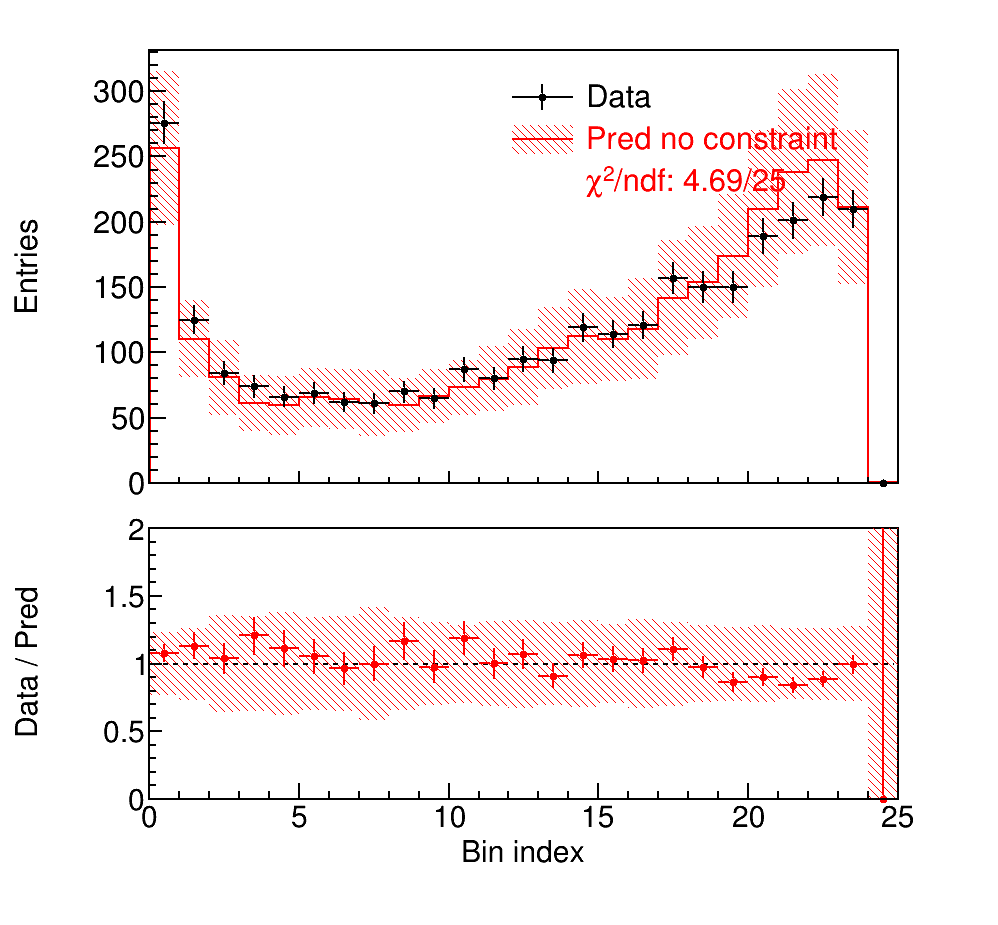 300
250
200
150
100
50
0
Entries
Data
Pred no constraint
χ²/ndf: 4.69/25
2
1.5
1
0.5
0
Data / Pred
0 5 10 15 20 25
Bin index